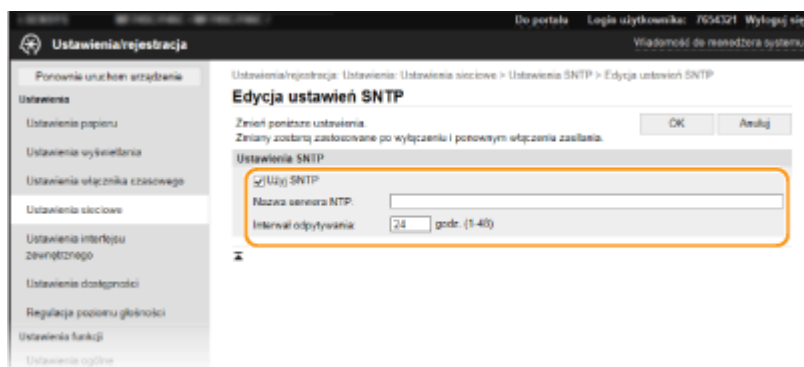 Do portalu Login użytkownika: 7654321 Wyloguj się
Ustawienia/rejestracja
Wiadomość do menedżera systemu
Ponownie uruchom urządzenie
Ustawienia
Ustawienia papieru
Ustawienia wyświetlania
Ustawienia włącznika czasowego
Ustawienia sieciowe
Ustawienia interfejsu
zewnętrznego
Ustawienia dostępności
Regulacja poziomu głośności
Ustawienia funkcji
Ustawienia ogólne
Ustawienia/rejestracja: Ustawienia: Ustawienia sieciowe > Ustawienia SNTP > Edycja ustawień SNTP
Edycja ustawień SNTP
Zmień poniższe ustawienia.
Zmiany zostaną zastosowane po wyłączeniu i ponownym włączenia zasilania.
OK Anuluj
Ustawienia SNTP
Użyj SNTP
Nazwa serwera NTP:
Interwał odpytywania: 24 godz. (1-48)